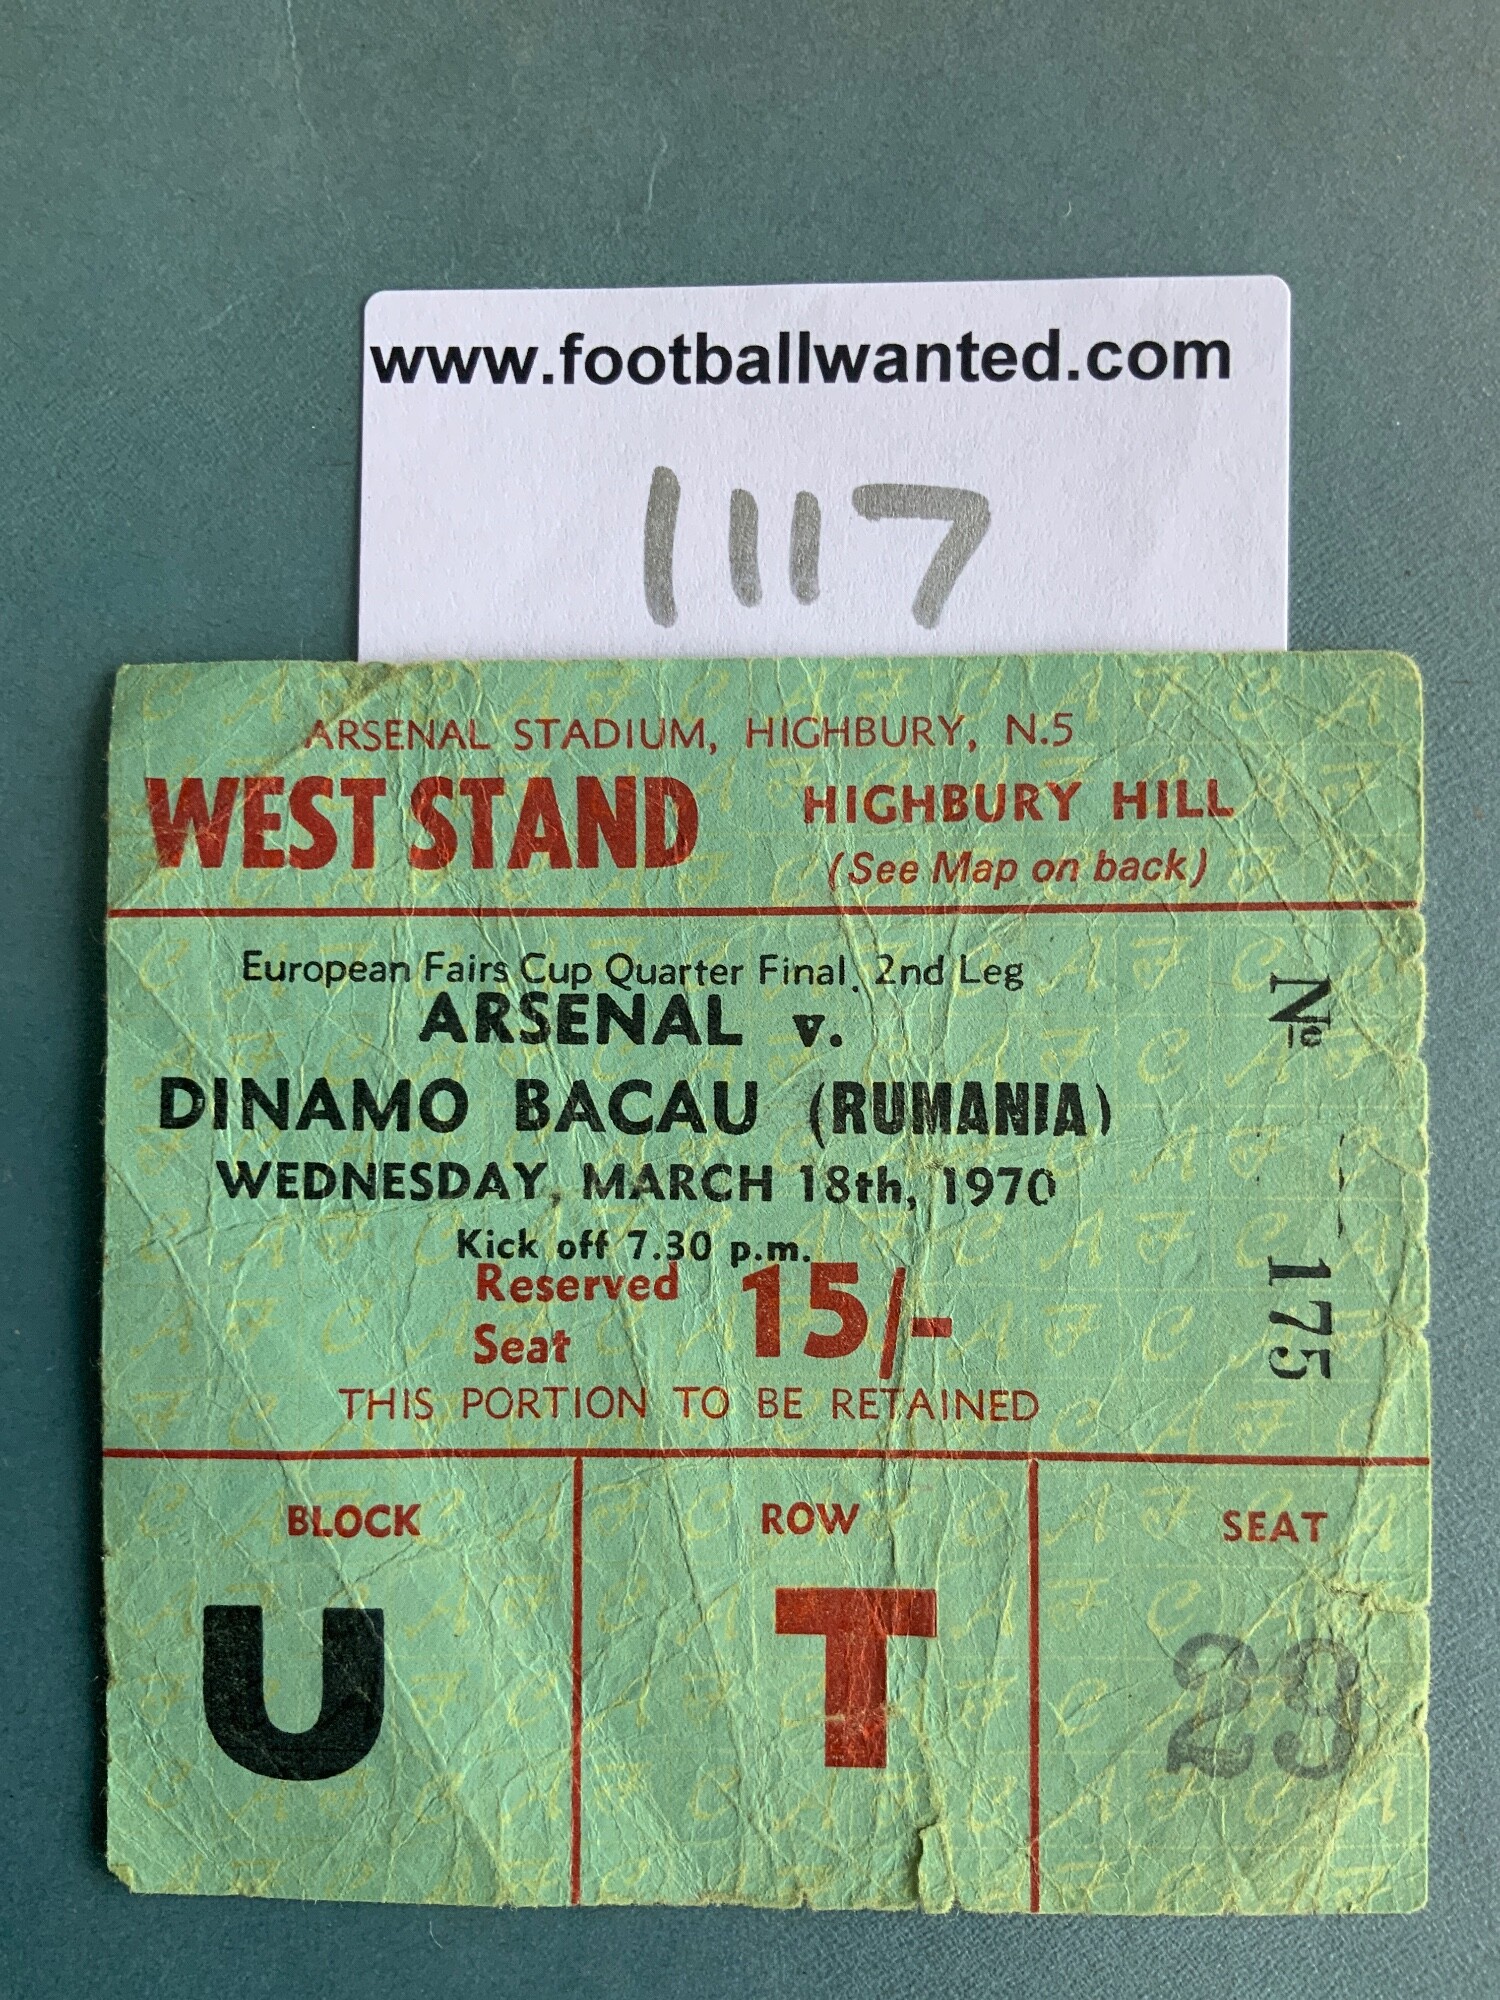 www.footballwanted.com
1117
ARSENAL STADIUM, HIGHBURY, N.5
WEST STAND HIGHBURY HILL
(See Map on back)
European Fairs Cup Quarter Final, 2nd Leg
ARSENAL v.
DINAMO BACAU (RUMANIA)
WEDNESDAY, MARCH 18th, 1970
Kick off 7.30 p.m.
Reserved Seat 15/-
THIS PORTION TO BE RETAINED
No 175
BLOCK ROW SEAT
U T 29